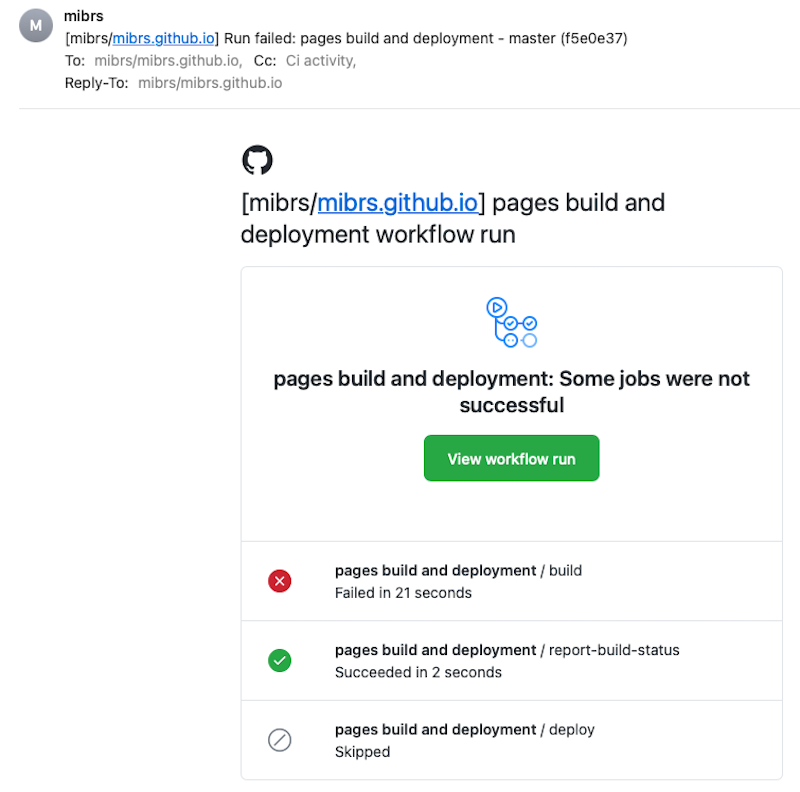 M
mibrs
[mibrs/mibrs.github.io] Run failed: pages build and deployment - master (f5e0e37)
To: mibrs/mibrs.github.io, Cc: Ci activity,
Reply-To: mibrs/mibrs.github.io
[mibrs/mibrs.github.io] pages build and
deployment workflow run
pages build and deployment: Some jobs were not
successful
View workflow run
pages build and deployment / build
Failed in 21 seconds
pages build and deployment / report-build-status
Succeeded in 2 seconds
pages build and deployment / deploy
Skipped